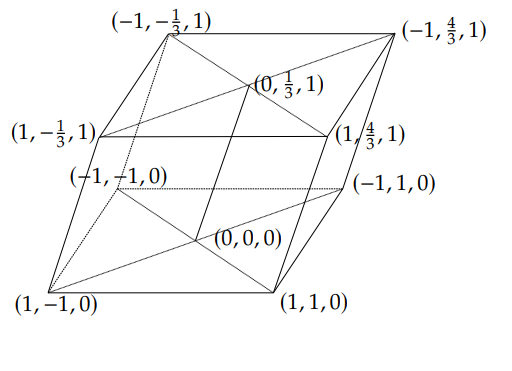 (−1, −1/3, 1)
(−1, 4/3, 1)
(0, 1/3, 1)
(1, −1/3, 1)
(1, 4/3, 1)
(−1, −1, 0)
(−1, 1, 0)
(0, 0, 0)
(1, −1, 0)
(1, 1, 0)